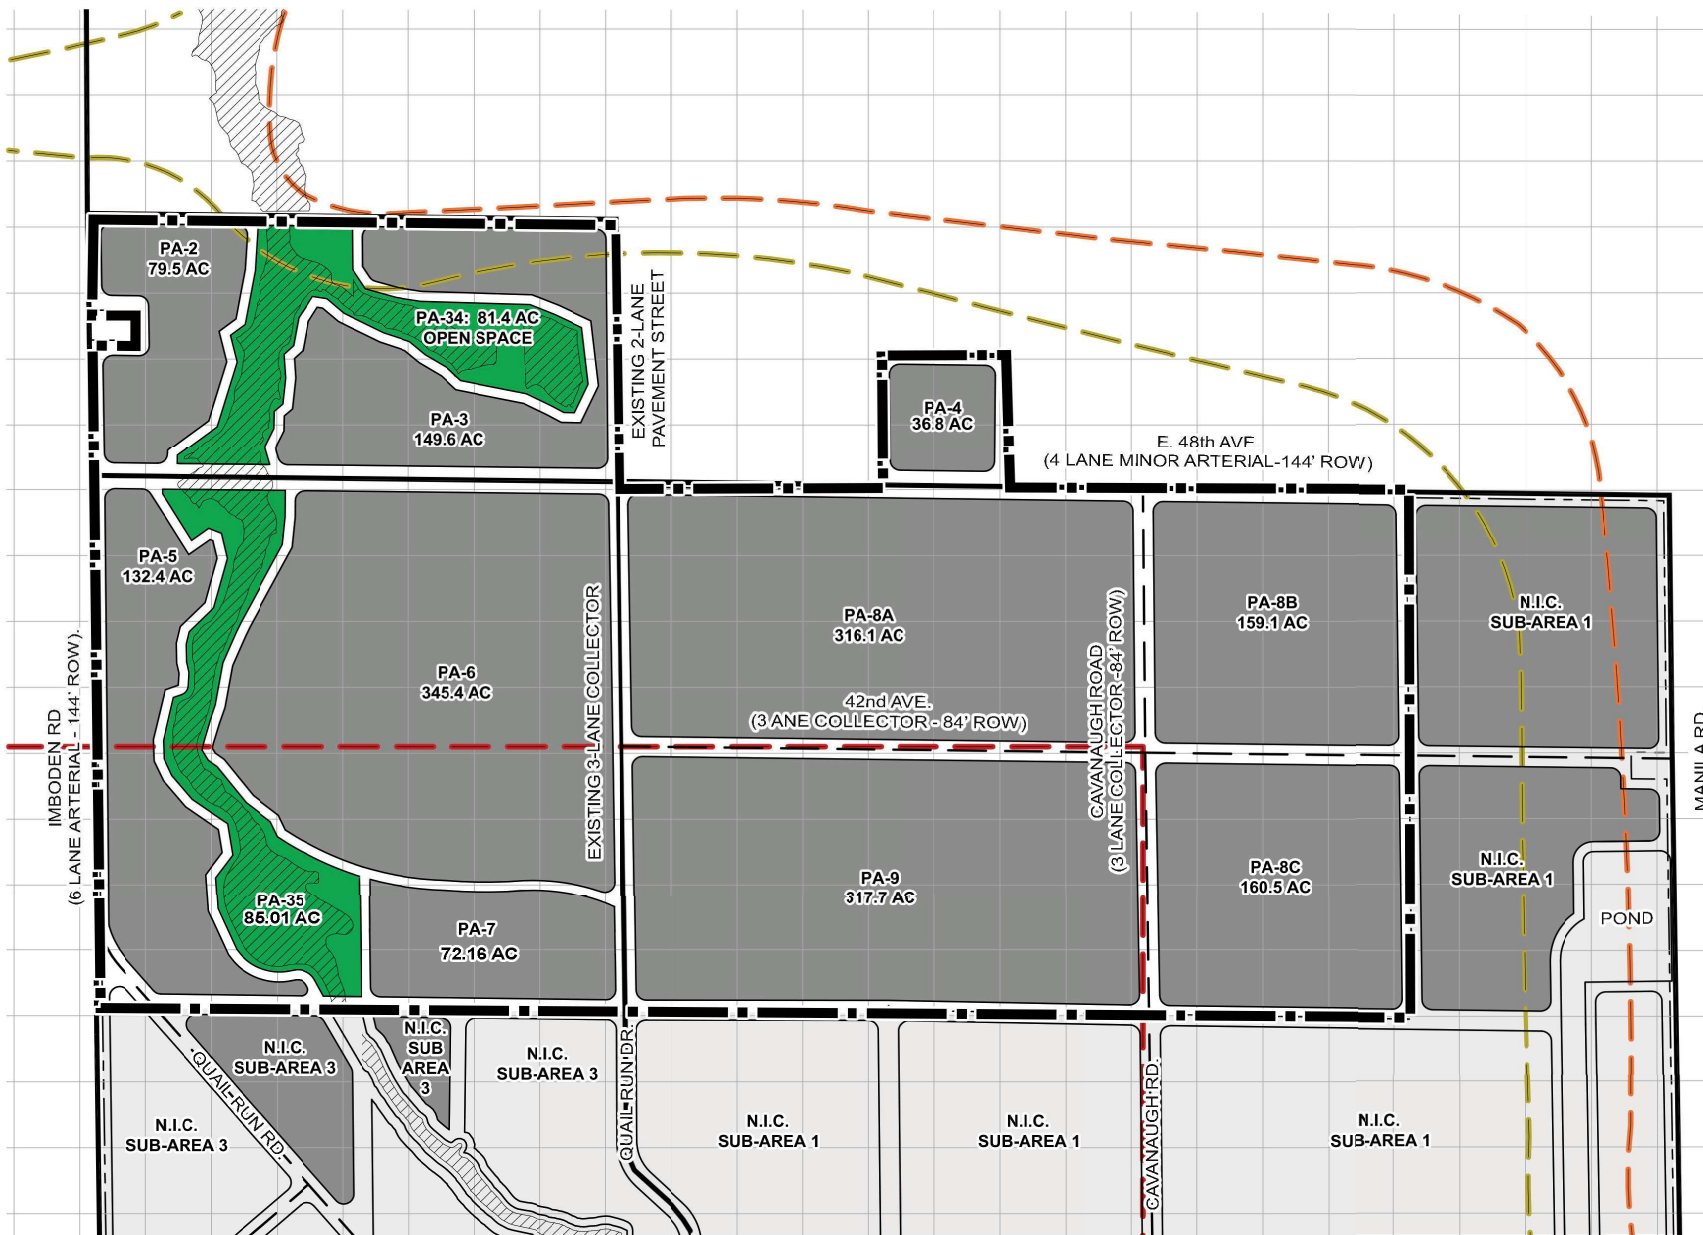 PA-2
79.5 AC
PA-34: 81.4 AC
OPEN SPACE
EXISTING 2-LANE
PAVEMENT STREET
PA-3
149.6 AC
PA-4
36.8 AC
E. 48th AVE
(4 LANE MINOR ARTERIAL-144' ROW)
PA-5
132.4 AC
PA-6
345.4 AC
EXISTING 3-LANE COLLECTOR
PA-8A
316.1 AC
PA-8B
159.1 AC
N.I.C.
SUB-AREA 1
42nd AVE.
(3 ANE COLLECTOR - 84' ROW)
CAVANAUGH ROAD
(3 LANE COLLECTOR-84' ROW)
IMBODEN RD
(6 LANE ARTERIAL - 144' ROW).
MANILA RD
PA-35
85.01 AC
PA-7
72.16 AC
PA-9
317.7 AC
PA-8C
160.5 AC
N.I.C.
SUB-AREA 1
POND
N.I.C.
SUB-AREA 3
N.I.C.
SUB
AREA
3
N.I.C.
SUB-AREA 3
N.I.C.
SUB-AREA 3
QUAIL RUN RD.
QUAIL RUN DR.
N.I.C.
SUB-AREA 1
N.I.C.
SUB-AREA 1
CAVANAUGH RD.
N.I.C.
SUB-AREA 1